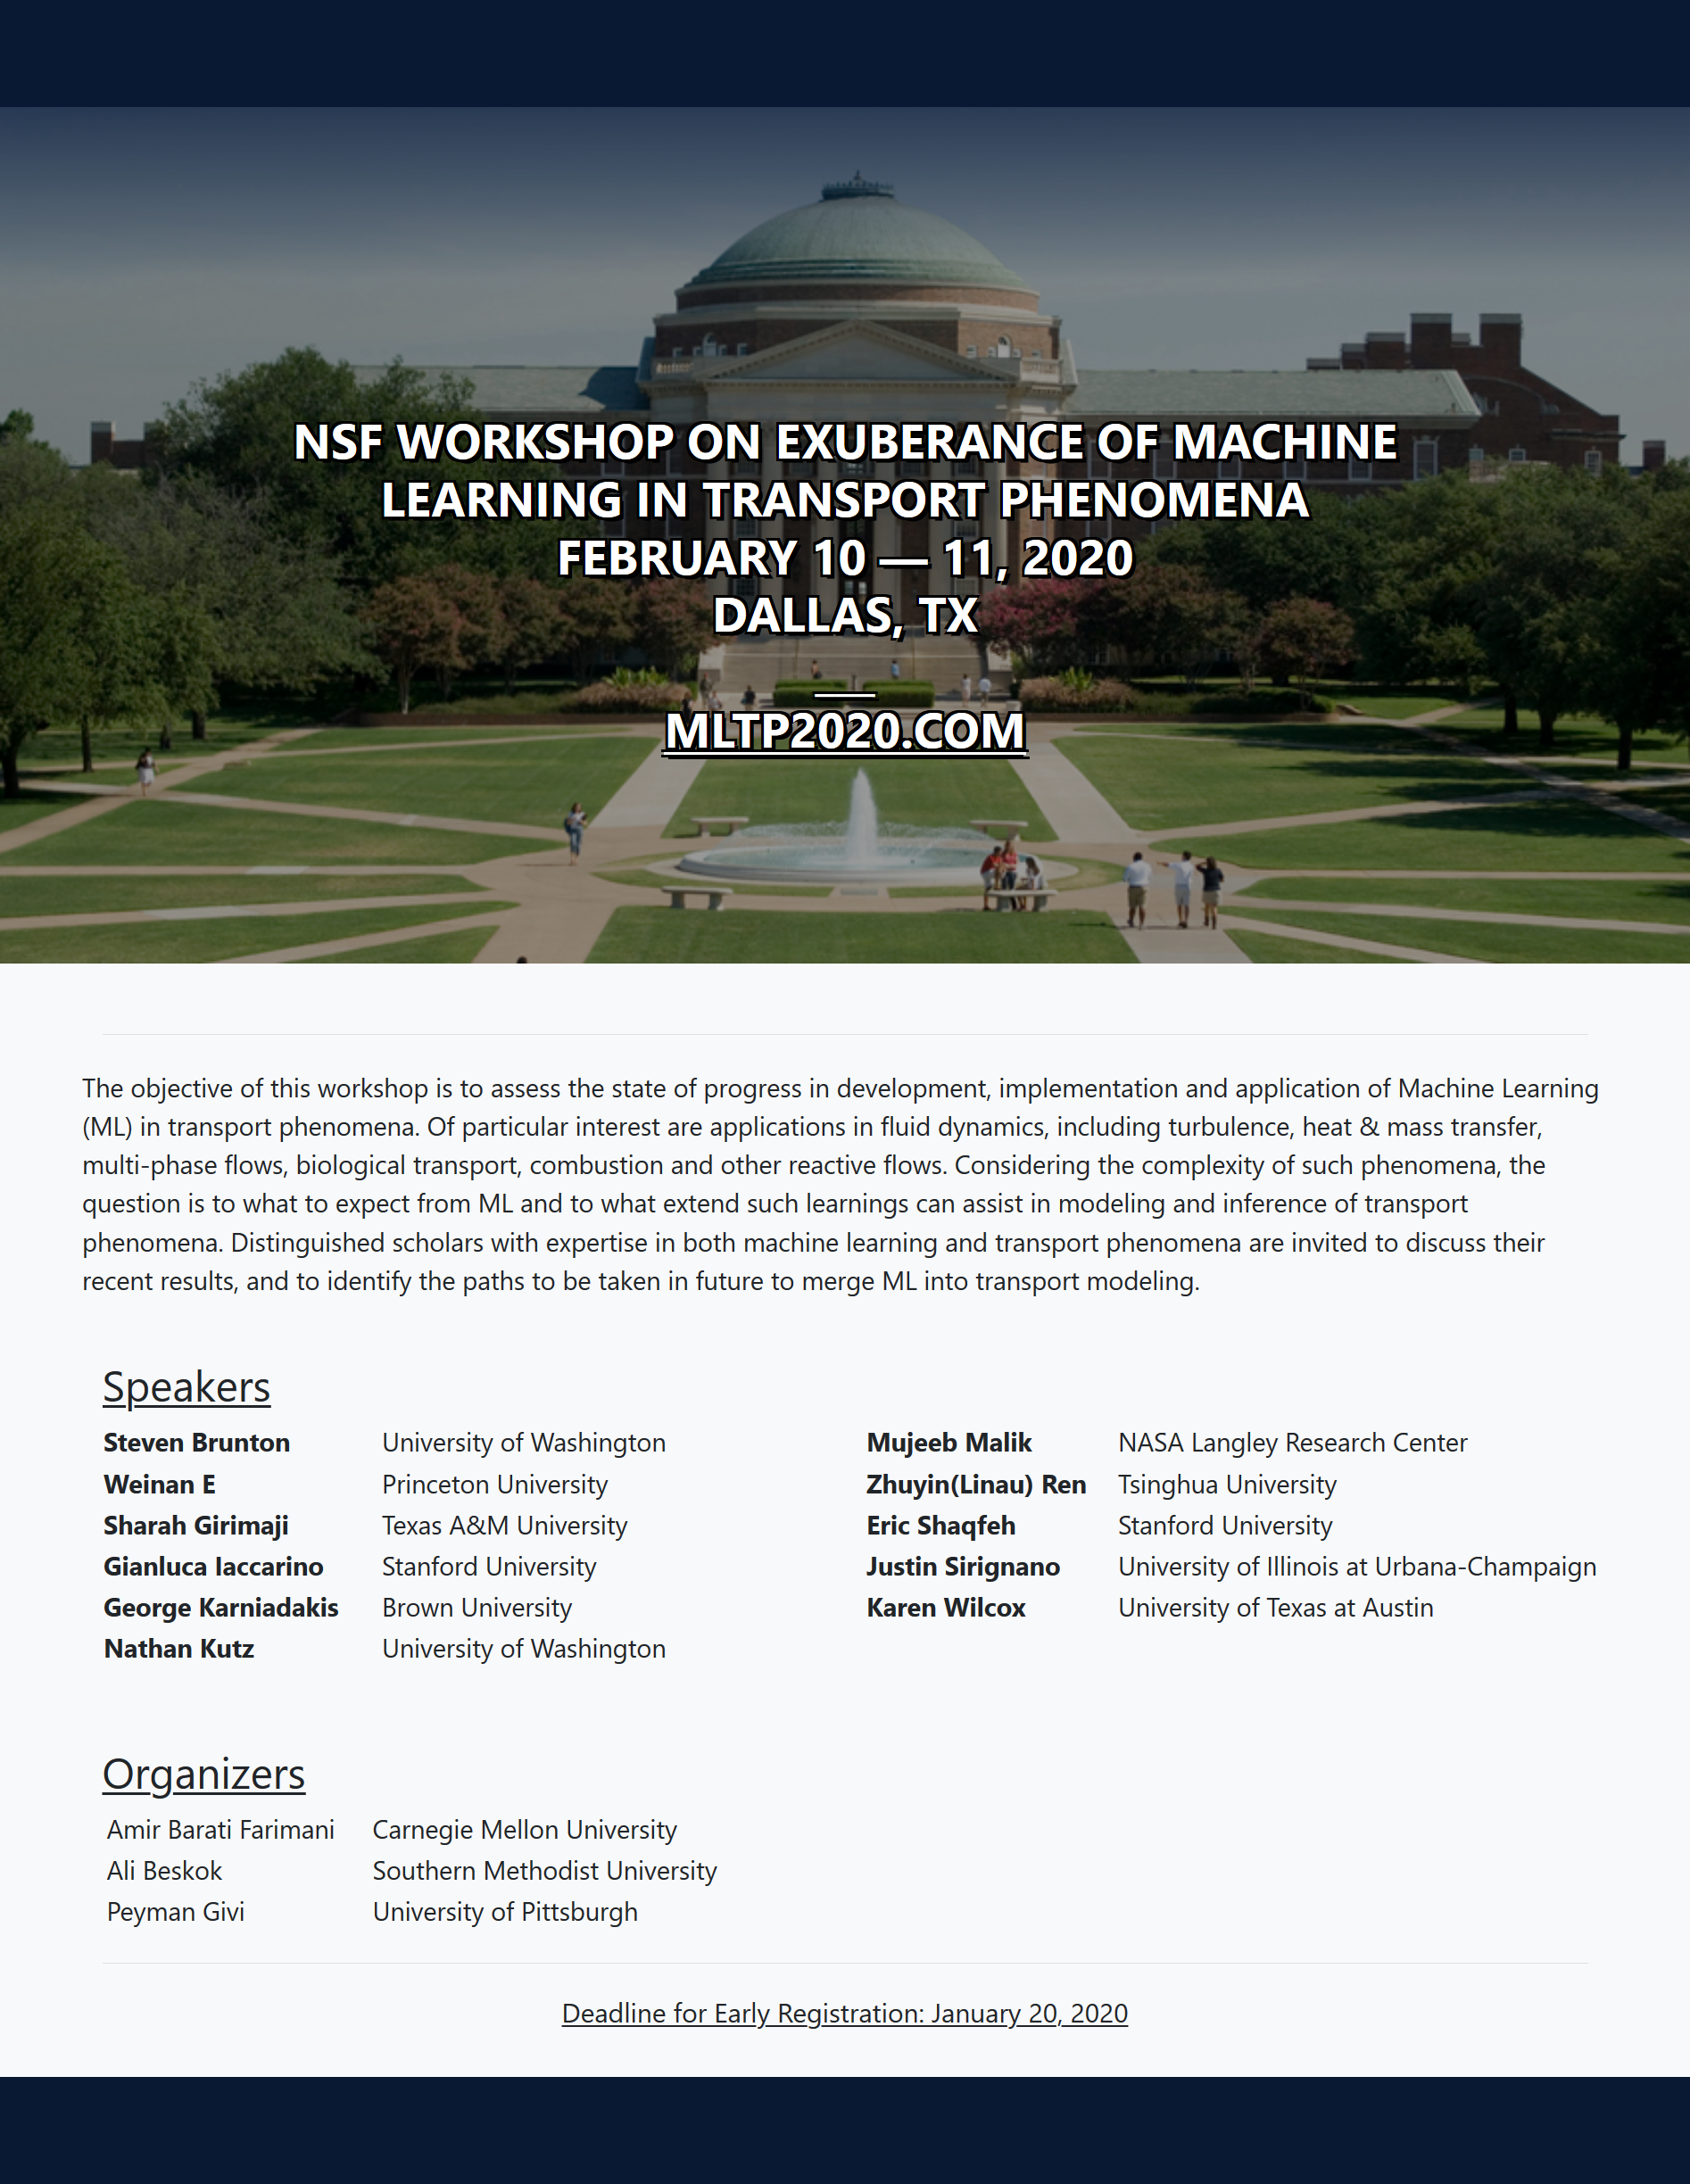 NSF WORKSHOP ON EXUBERANCE OF MACHINE
LEARNING IN TRANSPORT PHENOMENA
FEBRUARY 10 — 11, 2020
DALLAS, TX
MLTP2020.COM
The objective of this workshop is to assess the state of progress in development, implementation and application of Machine Learning
(ML) in transport phenomena. Of particular interest are applications in fluid dynamics, including turbulence, heat & mass transfer,
multi-phase flows, biological transport, combustion and other reactive flows. Considering the complexity of such phenomena, the
question is to what to expect from ML and to what extend such learnings can assist in modeling and inference of transport
phenomena. Distinguished scholars with expertise in both machine learning and transport phenomena are invited to discuss their
recent results, and to identify the paths to be taken in future to merge ML into transport modeling.
Speakers
Steven Brunton University of Washington
Weinan E Princeton University
Sharah Girimaji Texas A&M University
Gianluca Iaccarino Stanford University
George Karniadakis Brown University
Nathan Kutz University of Washington
Mujeeb Malik NASA Langley Research Center
Zhuyin(Linau) Ren Tsinghua University
Eric Shaqfeh Stanford University
Justin Sirignano University of Illinois at Urbana-Champaign
Karen Wilcox University of Texas at Austin
Organizers
Amir Barati Farimani Carnegie Mellon University
Ali Beskok Southern Methodist University
Peyman Givi University of Pittsburgh
Deadline for Early Registration: January 20, 2020